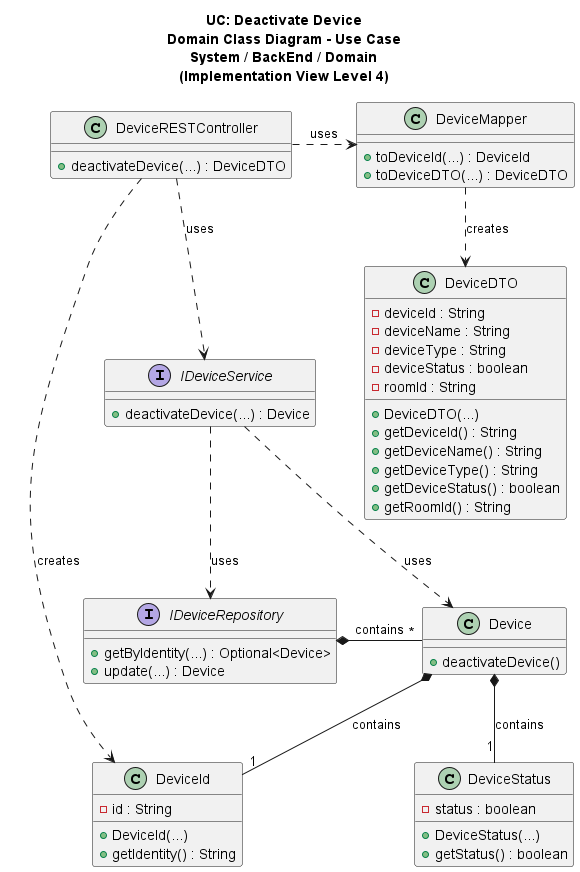 UC: Deactivate Device
Domain Class Diagram - Use Case
System / BackEnd / Domain
(Implementation View Level 4)
C DeviceRESTController
deactivateDevice(...) : DeviceDTO
uses
C DeviceMapper
toDeviceId(...) : DeviceId
toDeviceDTO(...) : DeviceDTO
uses
creates
C DeviceDTO
deviceId : String
deviceName : String
deviceType : String
deviceStatus : boolean
roomId : String
DeviceDTO(...)
getDeviceId() : String
getDeviceName() : String
getDeviceType() : String
getDeviceStatus() : boolean
getRoomId() : String
I IDeviceService
deactivateDevice(...) : Device
creates
uses
uses
I IDeviceRepository
getByIdentity(...) : Optional<Device>
update(...) : Device
contains *
C Device
deactivateDevice()
contains
1
contains
1
C DeviceId
id : String
DeviceId(...)
getIdentity() : String
C DeviceStatus
status : boolean
DeviceStatus(...)
getStatus() : boolean